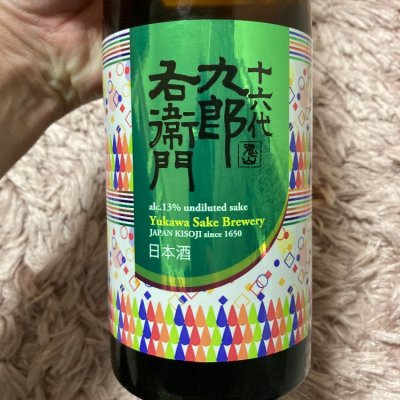 十六代
九郎
右衛門
alc.13% undiluted sake
Yukawa Sake Brewery
JAPAN KISOJI since 1650
日本酒